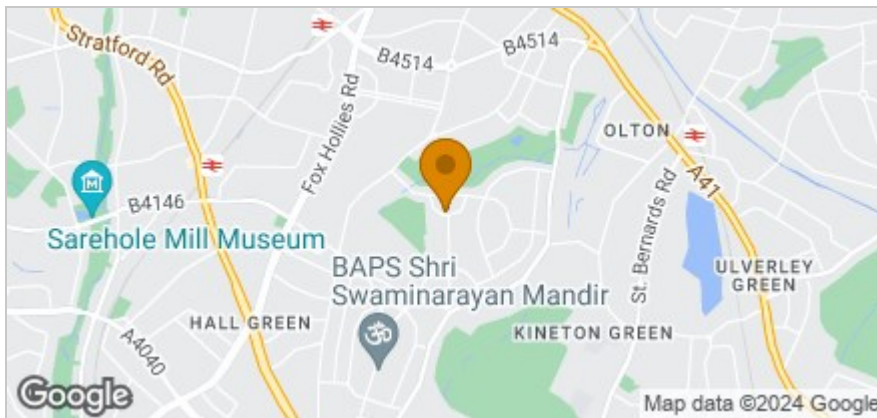 Stratford Rd
B4514
B4514
Fox Hollies Rd
OLTON
A41
B4146
M
Sarehole Mill Museum
St. Bernards Rd
BAPS Shri
Swaminarayan Mandir
ॐ
ULVERLEY
GREEN
HALL GREEN
KINETON GREEN
A4040
Google
Map data ©2024 Google